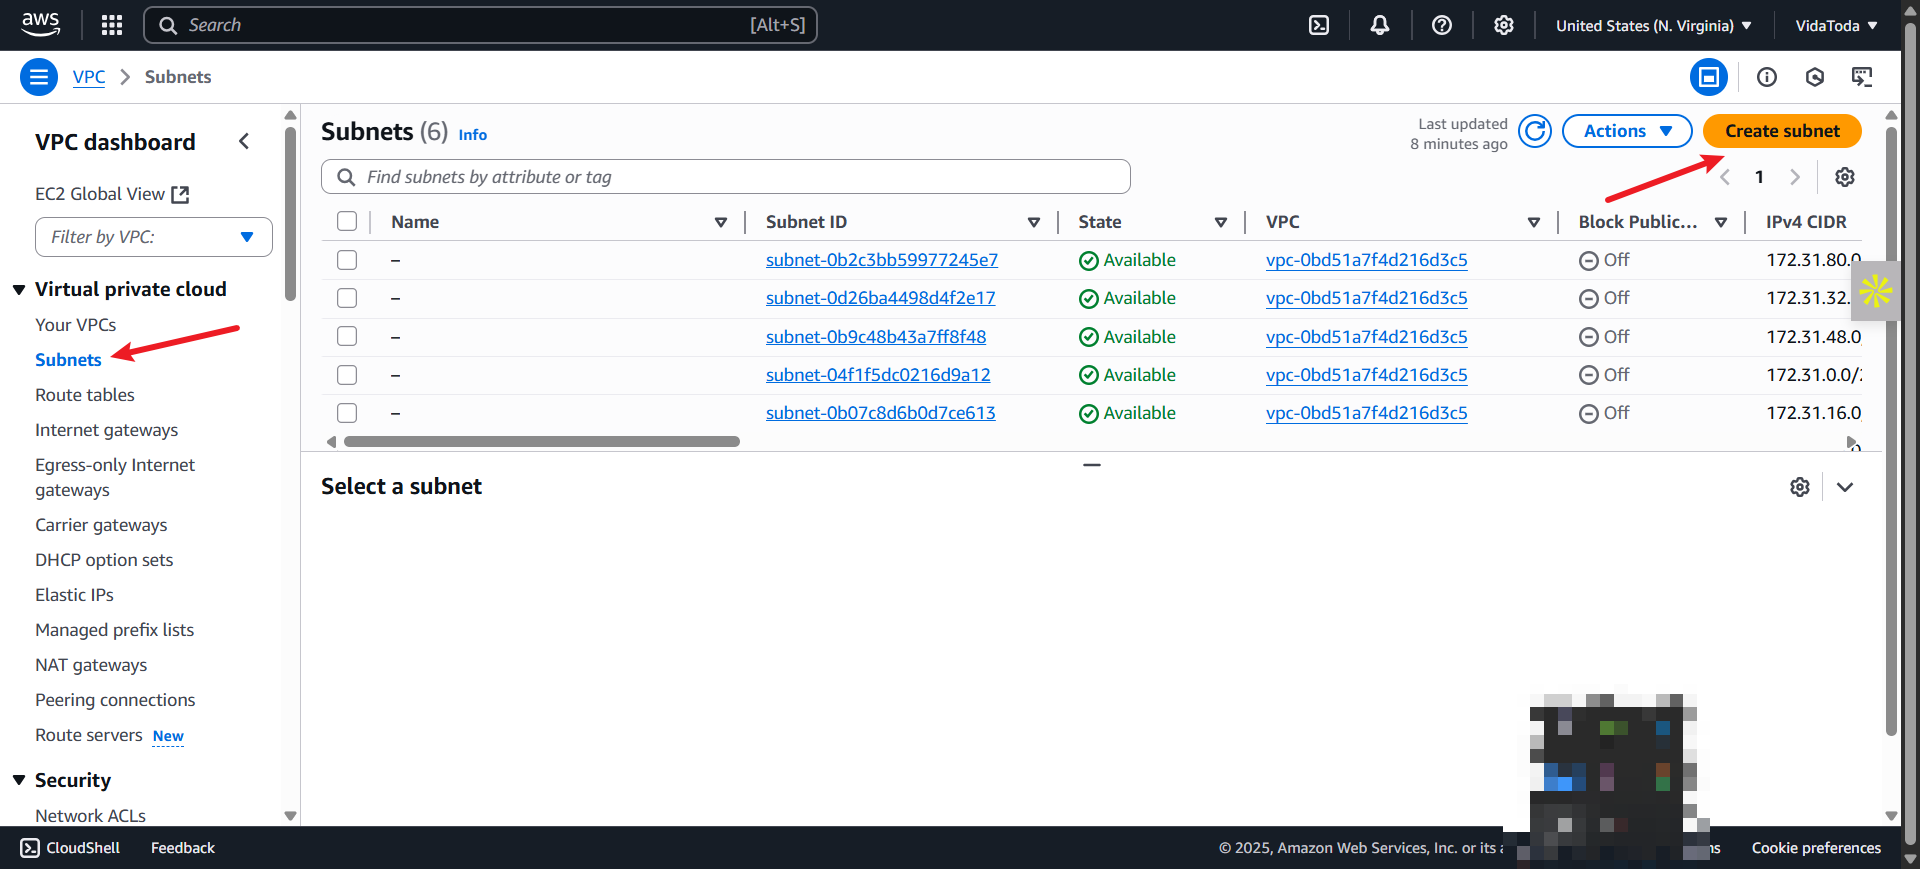 aws
Search [Alt+S]
United States (N. Virginia)
VidaToda
VPC
Subnets
VPC dashboard
EC2 Global View
Filter by VPC:
Virtual private cloud
Your VPCs
Subnets
Route tables
Internet gateways
Egress-only Internet
gateways
Carrier gateways
DHCP option sets
Elastic IPs
Managed prefix lists
NAT gateways
Peering connections
Route servers New
Security
Network ACLs
Subnets (6) Info
Last updated
8 minutes ago
Actions
Create subnet
Find subnets by attribute or tag
1
Name Subnet ID State VPC Block Public... IPv4 CIDR
– subnet-0b2c3bb59977245e7 Available vpc-0bd51a7f4d216d3c5 Off 172.31.80.0
– subnet-0d26ba4498d4f2e17 Available vpc-0bd51a7f4d216d3c5 Off 172.31.32.
– subnet-0b9c48b43a7ff8f48 Available vpc-0bd51a7f4d216d3c5 Off 172.31.48.0
– subnet-04f1f5dc0216d9a12 Available vpc-0bd51a7f4d216d3c5 Off 172.31.0.0/
– subnet-0b07c8d6b0d7ce613 Available vpc-0bd51a7f4d216d3c5 Off 172.31.16.0
Select a subnet
CloudShell
Feedback
© 2025, Amazon Web Services, Inc. or its
Cookie preferences